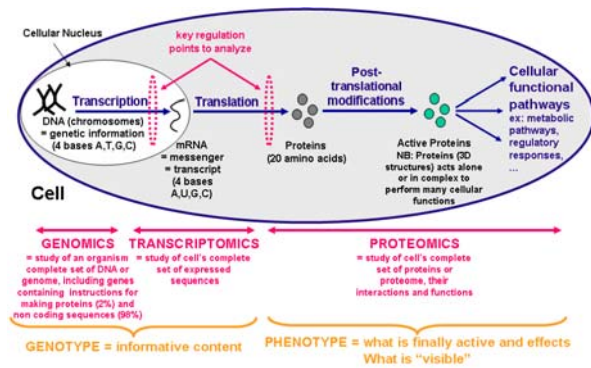 Cellular Nucleus
key regulation
points to analyze
Transcription
DNA (chromosomes)
= genetic information
(4 bases A,T,G,C)
Translation
mRNA
= messenger
= transcript
(4 bases
A,U,G,C)
Proteins
(20 amino acids)
Post-
translational
modifications
Active Proteins
NB: Proteins (3D
structures) acts alone
or in complex to
perform many cellular
functions
Cellular
functional
pathways
ex: metabolic
pathways,
regulatory
responses,
...
Cell
GENOMICS
= study of an organism
complete set of DNA or
genome, including genes
containing instructions for
making proteins (2%) and
non coding sequences (98%)
TRANSCRIPTOMICS
= study of cell's complete
set of expressed
sequences
PROTEOMICS
= study of cell's complete
set of proteins or
proteome, their
interactions and functions
GENOTYPE = informative content
PHENOTYPE = what is finally active and effects
What is "visible"